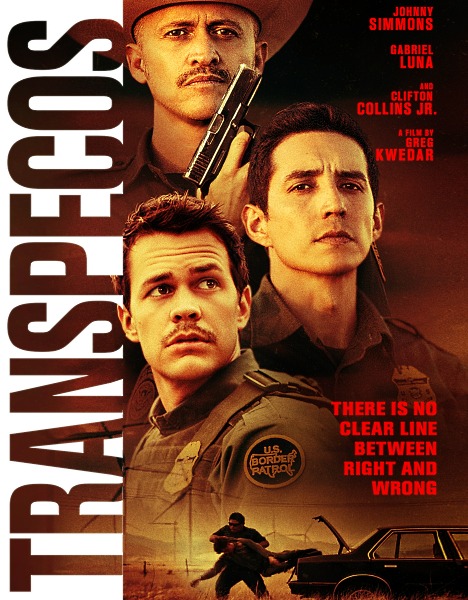 TRANSPECOS
JOHNNY
SIMMONS
GABRIEL
LUNA
AND
CLIFTON
COLLINS JR.
A FILM BY
GREG
KWEDAR
THERE IS NO
CLEAR LINE
BETWEEN
RIGHT AND
WRONG
U.S.
BORDER
PATROL